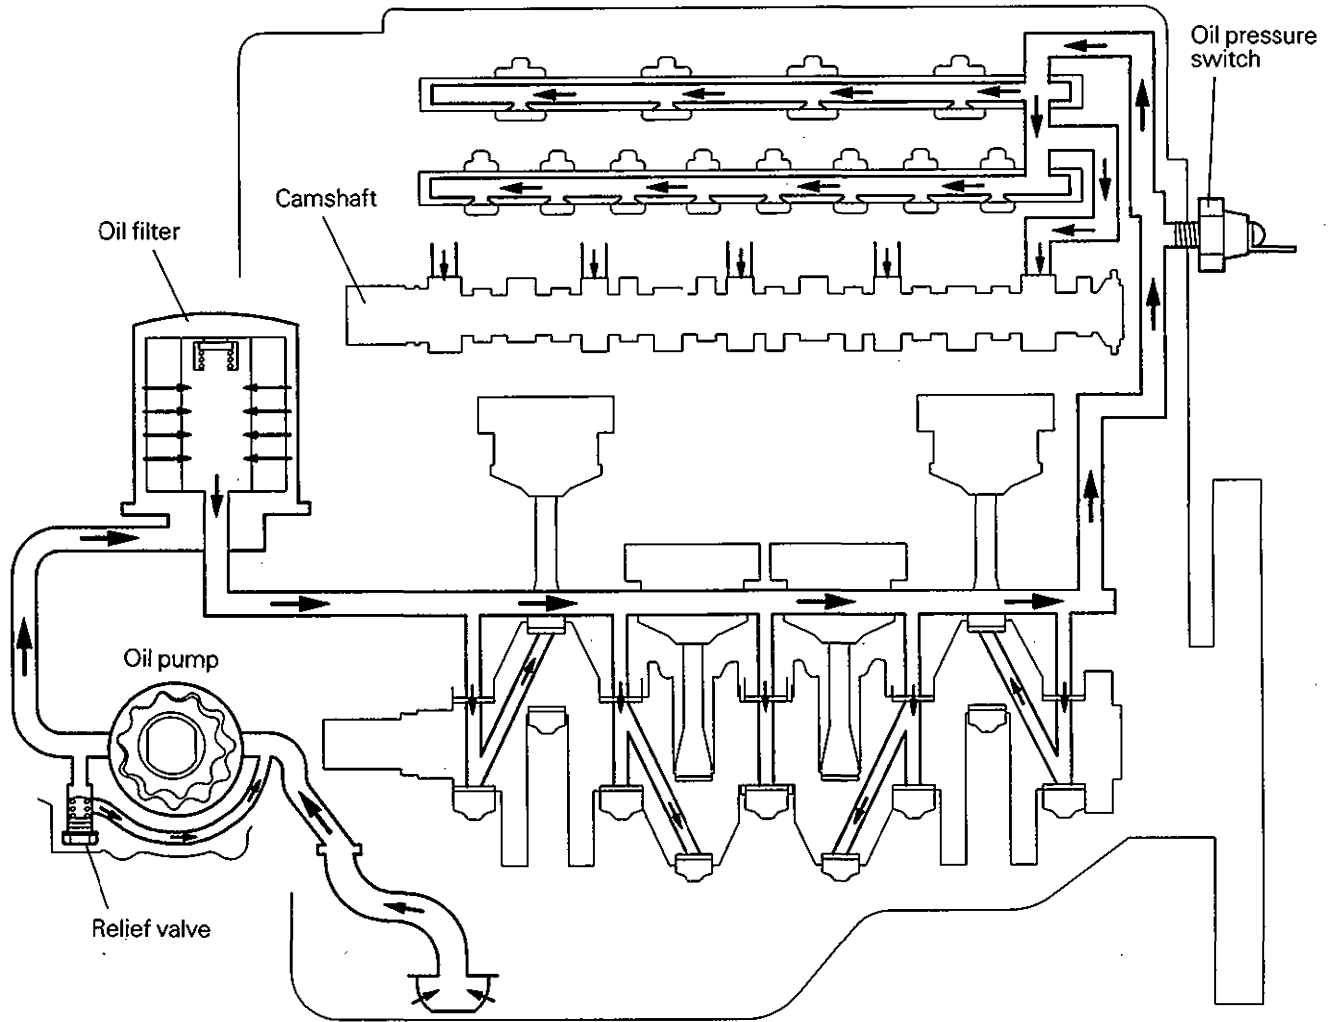 Oil pressure
switch
Camshaft
Oil filter
Oil pump
Relief valve